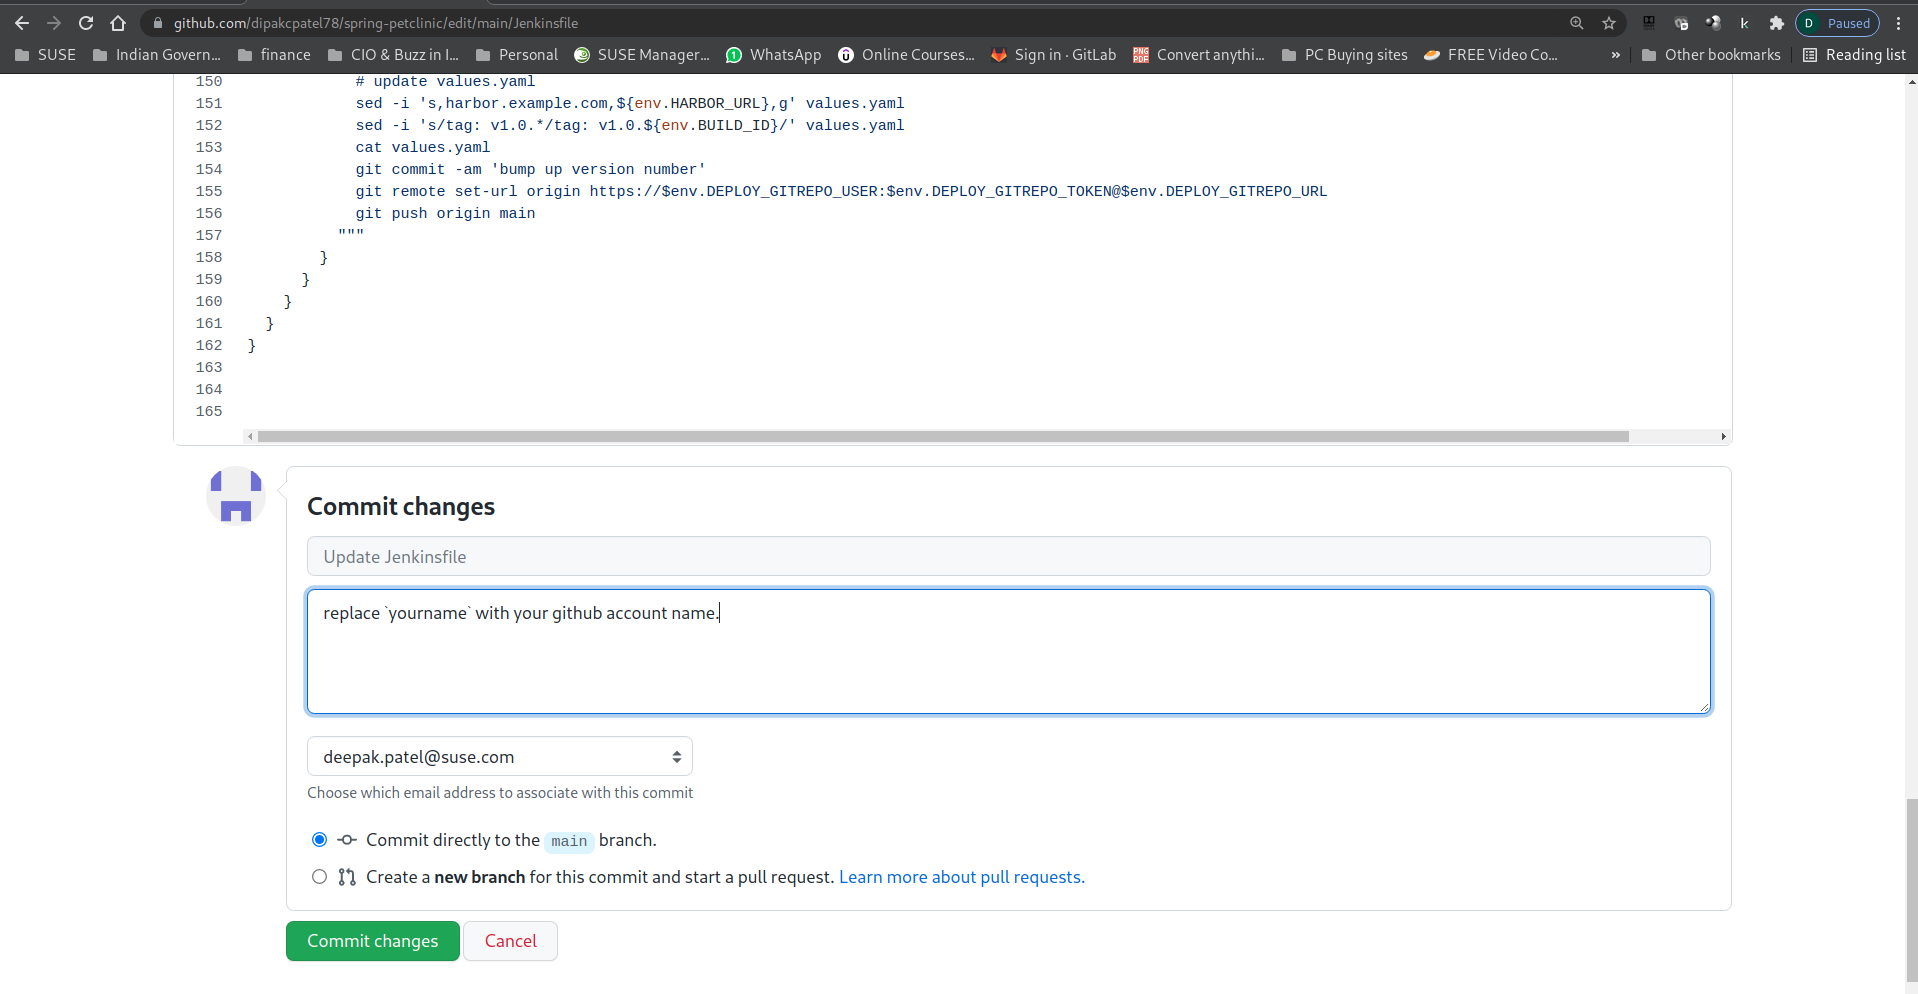 github.com/dipakcpatel78/spring-petclinic/edit/main/Jenkinsfile
D Paused
SUSE
Indian Govern...
finance
CIO & Buzz in I...
Personal
SUSE Manager...
WhatsApp
Online Courses...
Sign in · GitLab
Convert anythi...
PC Buying sites
FREE Video Co...
»
Other bookmarks
Reading list
150 # update values.yaml
151 sed -i 's,harbor.example.com,${env.HARBOR_URL},g' values.yaml
152 sed -i 's/tag: v1.0.*/tag: v1.0.${env.BUILD_ID}/' values.yaml
153 cat values.yaml
154 git commit -am 'bump up version number'
155 git remote set-url origin https://$env.DEPLOY_GITREPO_USER:$env.DEPLOY_GITREPO_TOKEN@$env.DEPLOY_GITREPO_URL
156 git push origin main
157 """
158 }
159 }
160 }
161 }
162 }
163
164
165
Commit changes
Update Jenkinsfile
replace `yourname` with your github account name.
deepak.patel@suse.com
Choose which email address to associate with this commit
Commit directly to the main branch.
Create a new branch for this commit and start a pull request. Learn more about pull requests.
Commit changes
Cancel